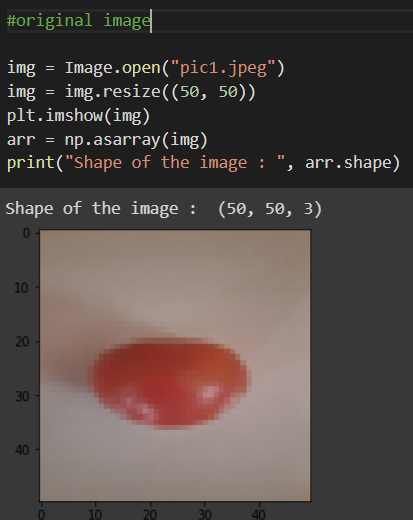 #original image
img = Image.open("pic1.jpeg")
img = img.resize((50, 50))
plt.imshow(img)
arr = np.asarray(img)
print("Shape of the image : ", arr.shape)
Shape of the image :  (50, 50, 3)
0
10
20
30
40
0 10 20 30 40